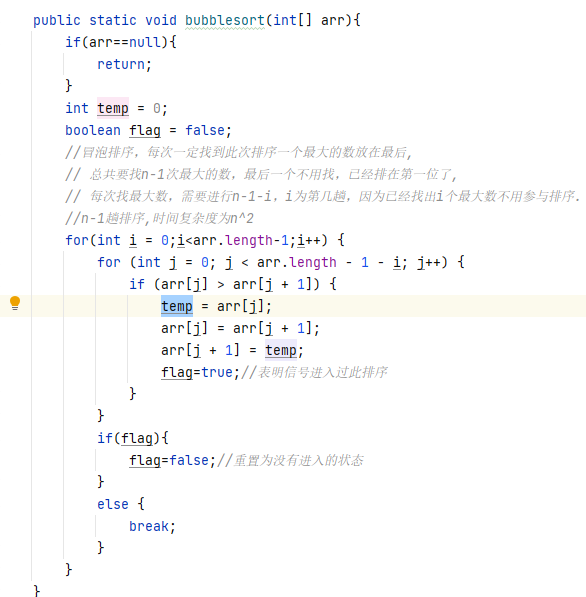 public static void bubblesort(int[] arr){
if(arr==null){
return;
}
int temp = 0;
boolean flag = false;
//冒泡排序，每次一定找到此次排序一个最大的数放在最后，
// 总共要找n-1次最大的数，最后一个不用找，已经排在第一位了，
// 每次找最大数，需要进行n-1-i，i为第几趟，因为已经找出i个最大数不用参与排序.
//n-1趟排序,时间复杂度为n^2
for(int i = 0;i<arr.length-1;i++) {
for (int j = 0; j < arr.length - 1 - i; j++) {
if (arr[j] > arr[j + 1]) {
temp = arr[j];
arr[j] = arr[j + 1];
arr[j + 1] = temp;
flag=true;//表明信号进入过此排序
}
}
if(flag){
flag=false;//重置为没有进入的状态
}
else {
break;
}
}
}